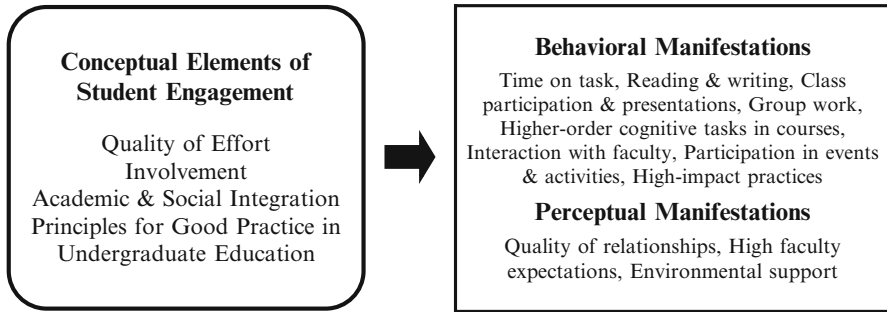 Conceptual Elements of
Student Engagement
Quality of Effort
Involvement
Academic & Social Integration
Principles for Good Practice in
Undergraduate Education
Behavioral Manifestations
Time on task, Reading & writing, Class
participation & presentations, Group work,
Higher-order cognitive tasks in courses,
Interaction with faculty, Participation in events
& activities, High-impact practices
Perceptual Manifestations
Quality of relationships, High faculty
expectations, Environmental support